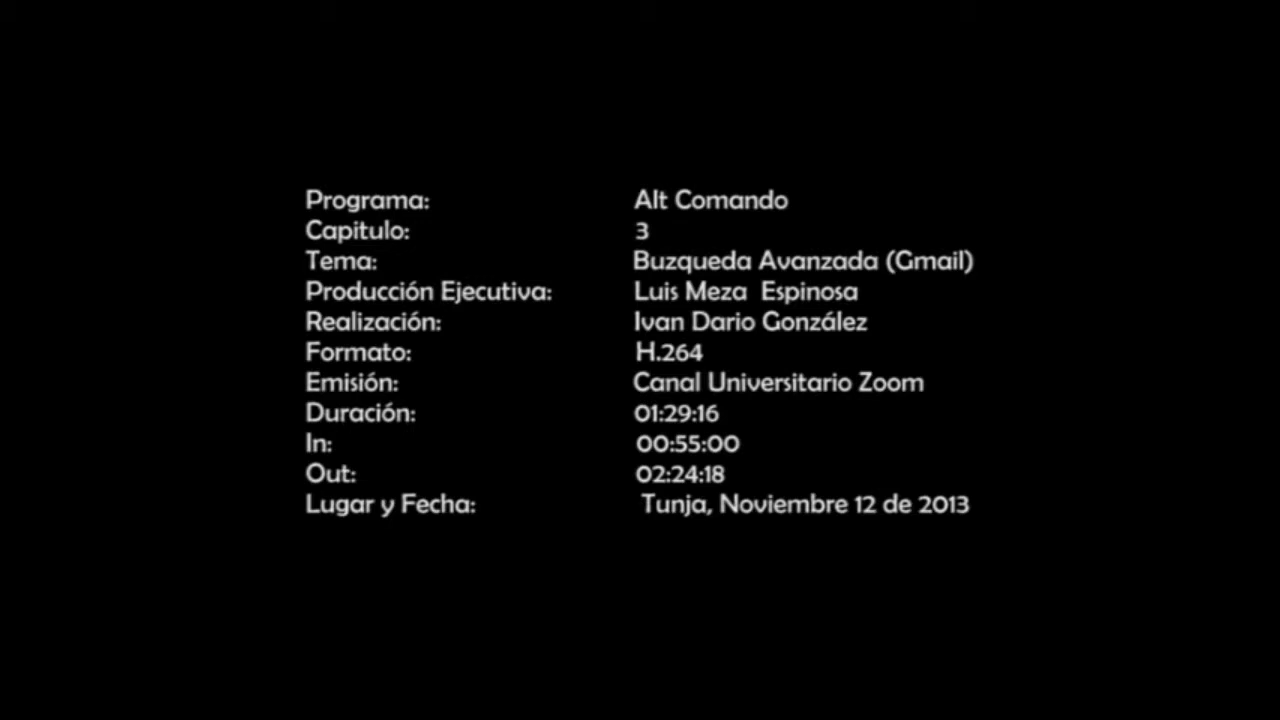 Programa: Alt Comando
Capitulo: 3
Tema: Buzqueda Avanzada (Gmail)
Producción Ejecutiva: Luis Meza Espinosa
Realización: Ivan Dario González
Formato: H.264
Emisión: Canal Universitario Zoom
Duración: 01:29:16
In: 00:55:00
Out: 02:24:18
Lugar y Fecha: Tunja, Noviembre 12 de 2013